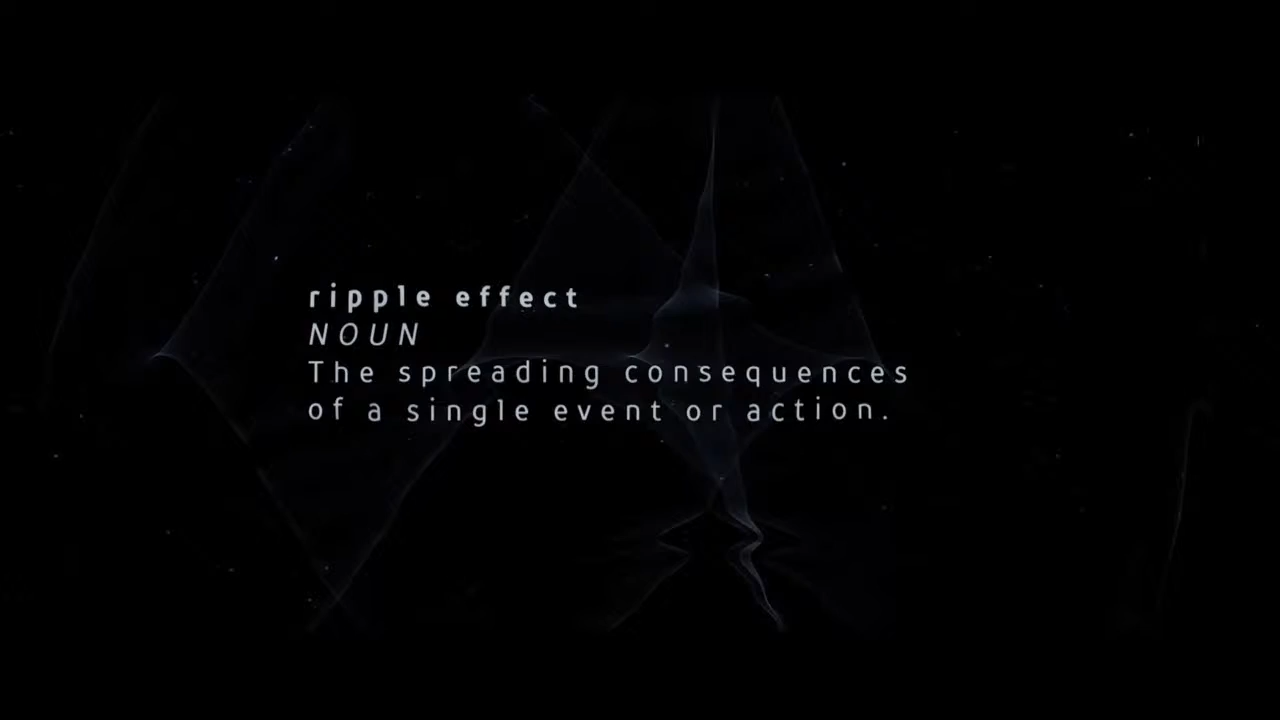 ripple effect
NOUN
The spreading consequences
of a single event or action.